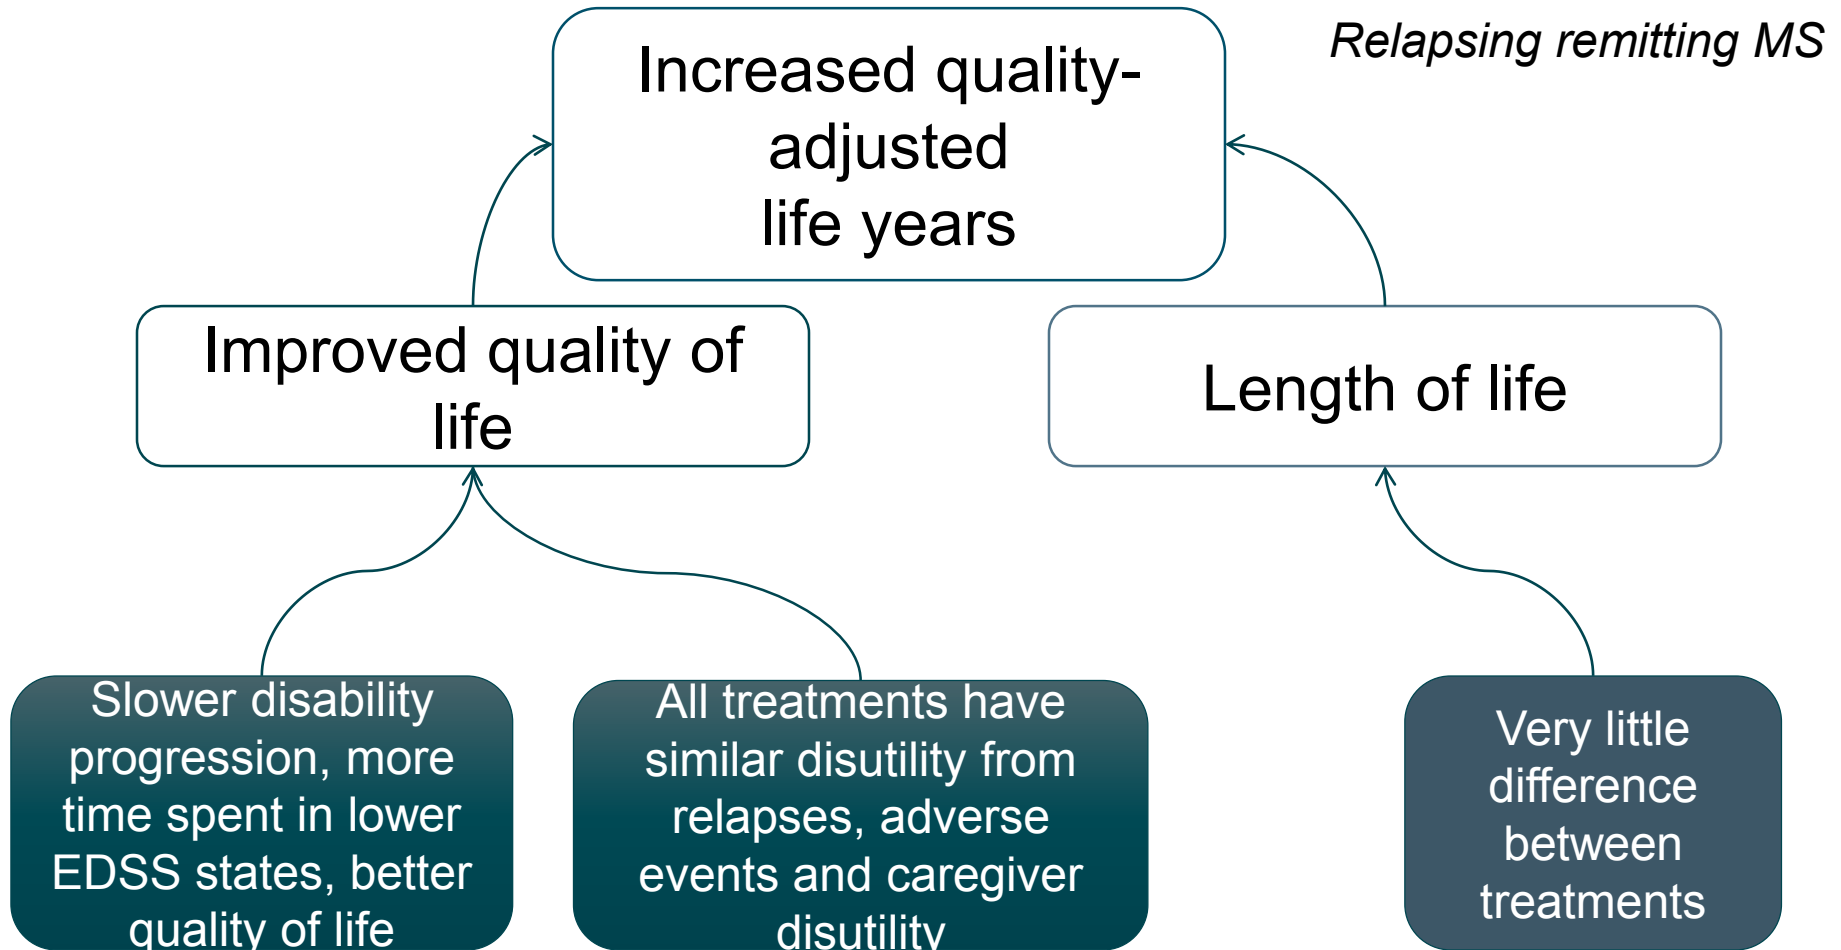 Relapsing remitting MS
Increased quality-
adjusted
life years
Improved quality of
life
Length of life
Slower disability
progression, more
time spent in lower
EDSS states, better
quality of life
All treatments have
similar disutility from
relapses, adverse
events and caregiver
disutility
Very little
difference
between
treatments